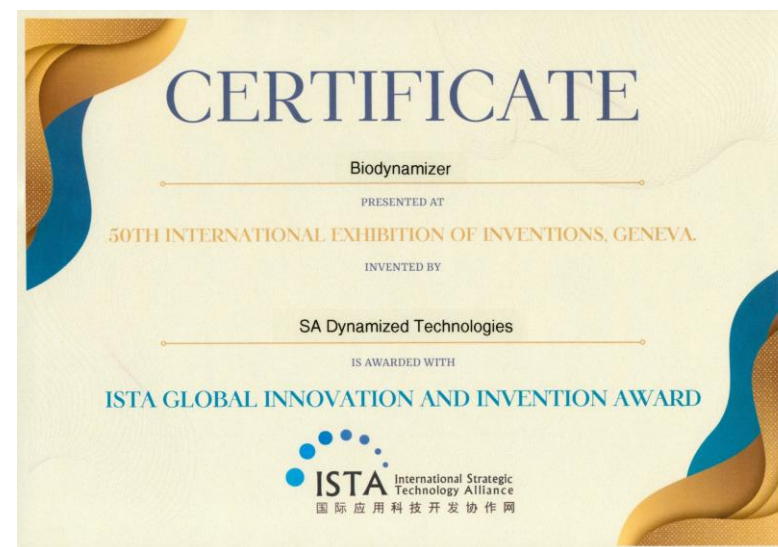 CERTIFICATE
Biodynamizer
PRESENTED AT
50TH INTERNATIONAL EXHIBITION OF INVENTIONS, GENEVA.
INVENTED BY
SA Dynamized Technologies
IS AWARDED WITH
ISTA GLOBAL INNOVATION AND INVENTION AWARD
ISTA International Strategic
Technology Alliance
国际应用科技开发协作网